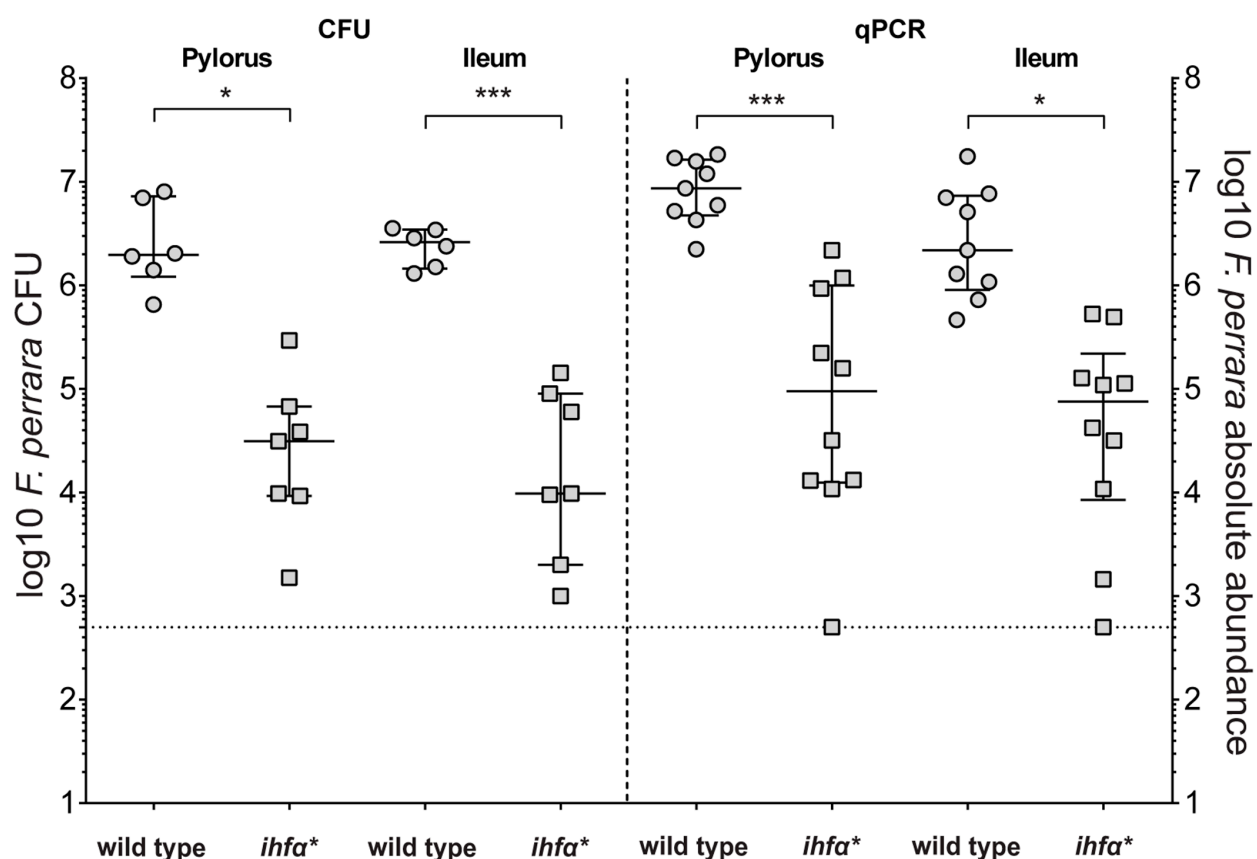 CFU
qPCR
Pylorus
Ileum
Pylorus
Ileum
*
***
***
*
8
7
6
5
4
3
2
1
log10 F. perrara CFU
8
7
6
5
4
3
2
1
log10 F. perrara absolute abundance
wild type
ihfα*
wild type
ihfα*
wild type
ihfα*
wild type
ihfα*